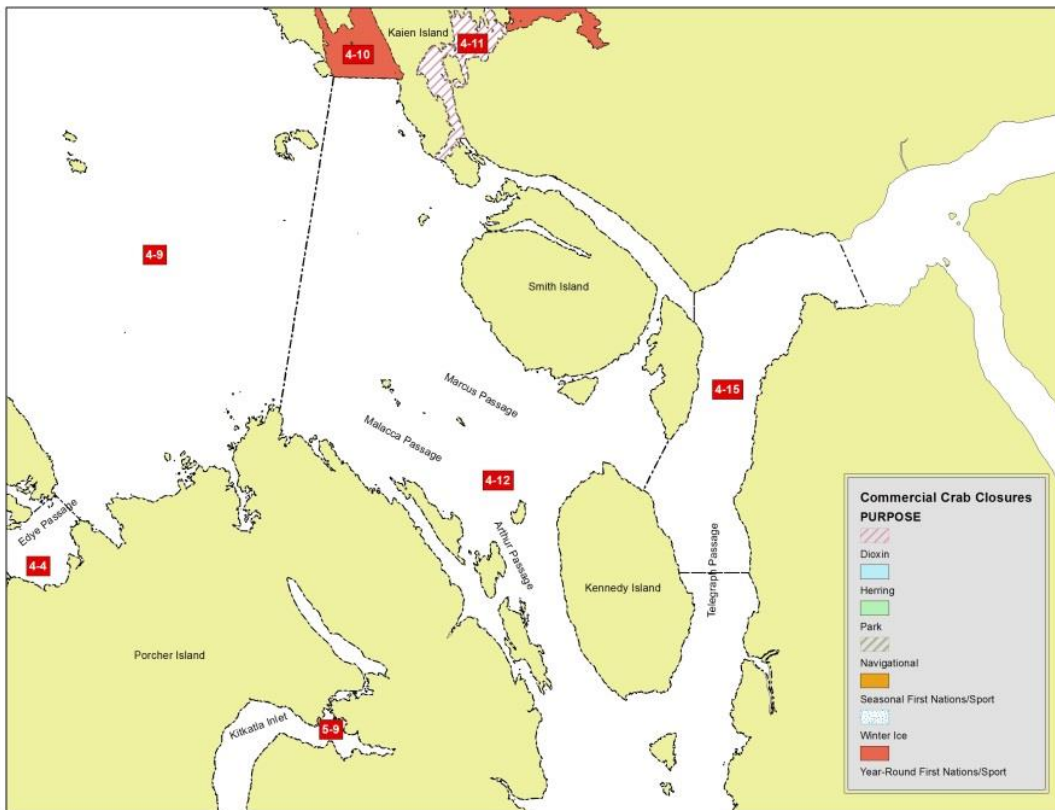 Kaien Island
4-10
4-11
4-9
Smith Island
Marcus Passage
4-15
Malacca Passage
4-12
Edye Passage
4-4
Arthur Passage
Kennedy Island
Telegraph Passage
Porcher Island
Kitkatla Inlet
5-9
Commercial Crab Closures
PURPOSE
Dioxin
Herring
Park
Navigational
Seasonal First Nations/Sport
Winter Ice
Year-Round First Nations/Sport